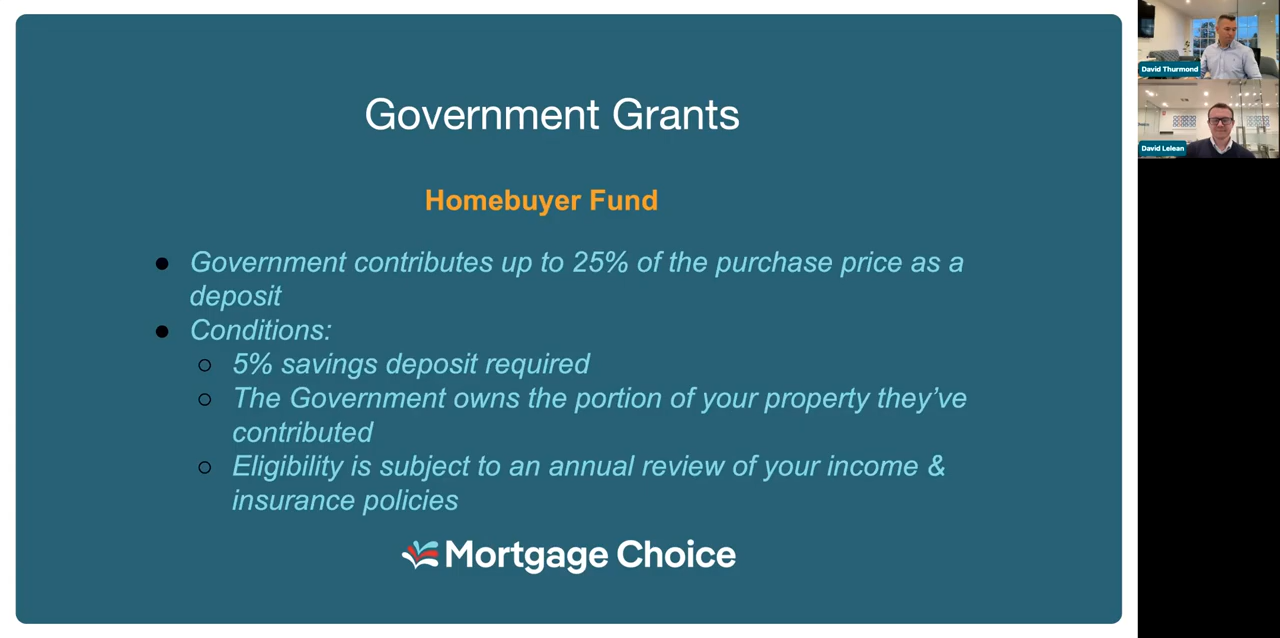 Government Grants
Homebuyer Fund
● Government contributes up to 25% of the purchase price as a
deposit
● Conditions:
○ 5% savings deposit required
○ The Government owns the portion of your property they’ve
contributed
○ Eligibility is subject to an annual review of your income &
insurance policies
Mortgage Choice
David Thurmond
David Lelean